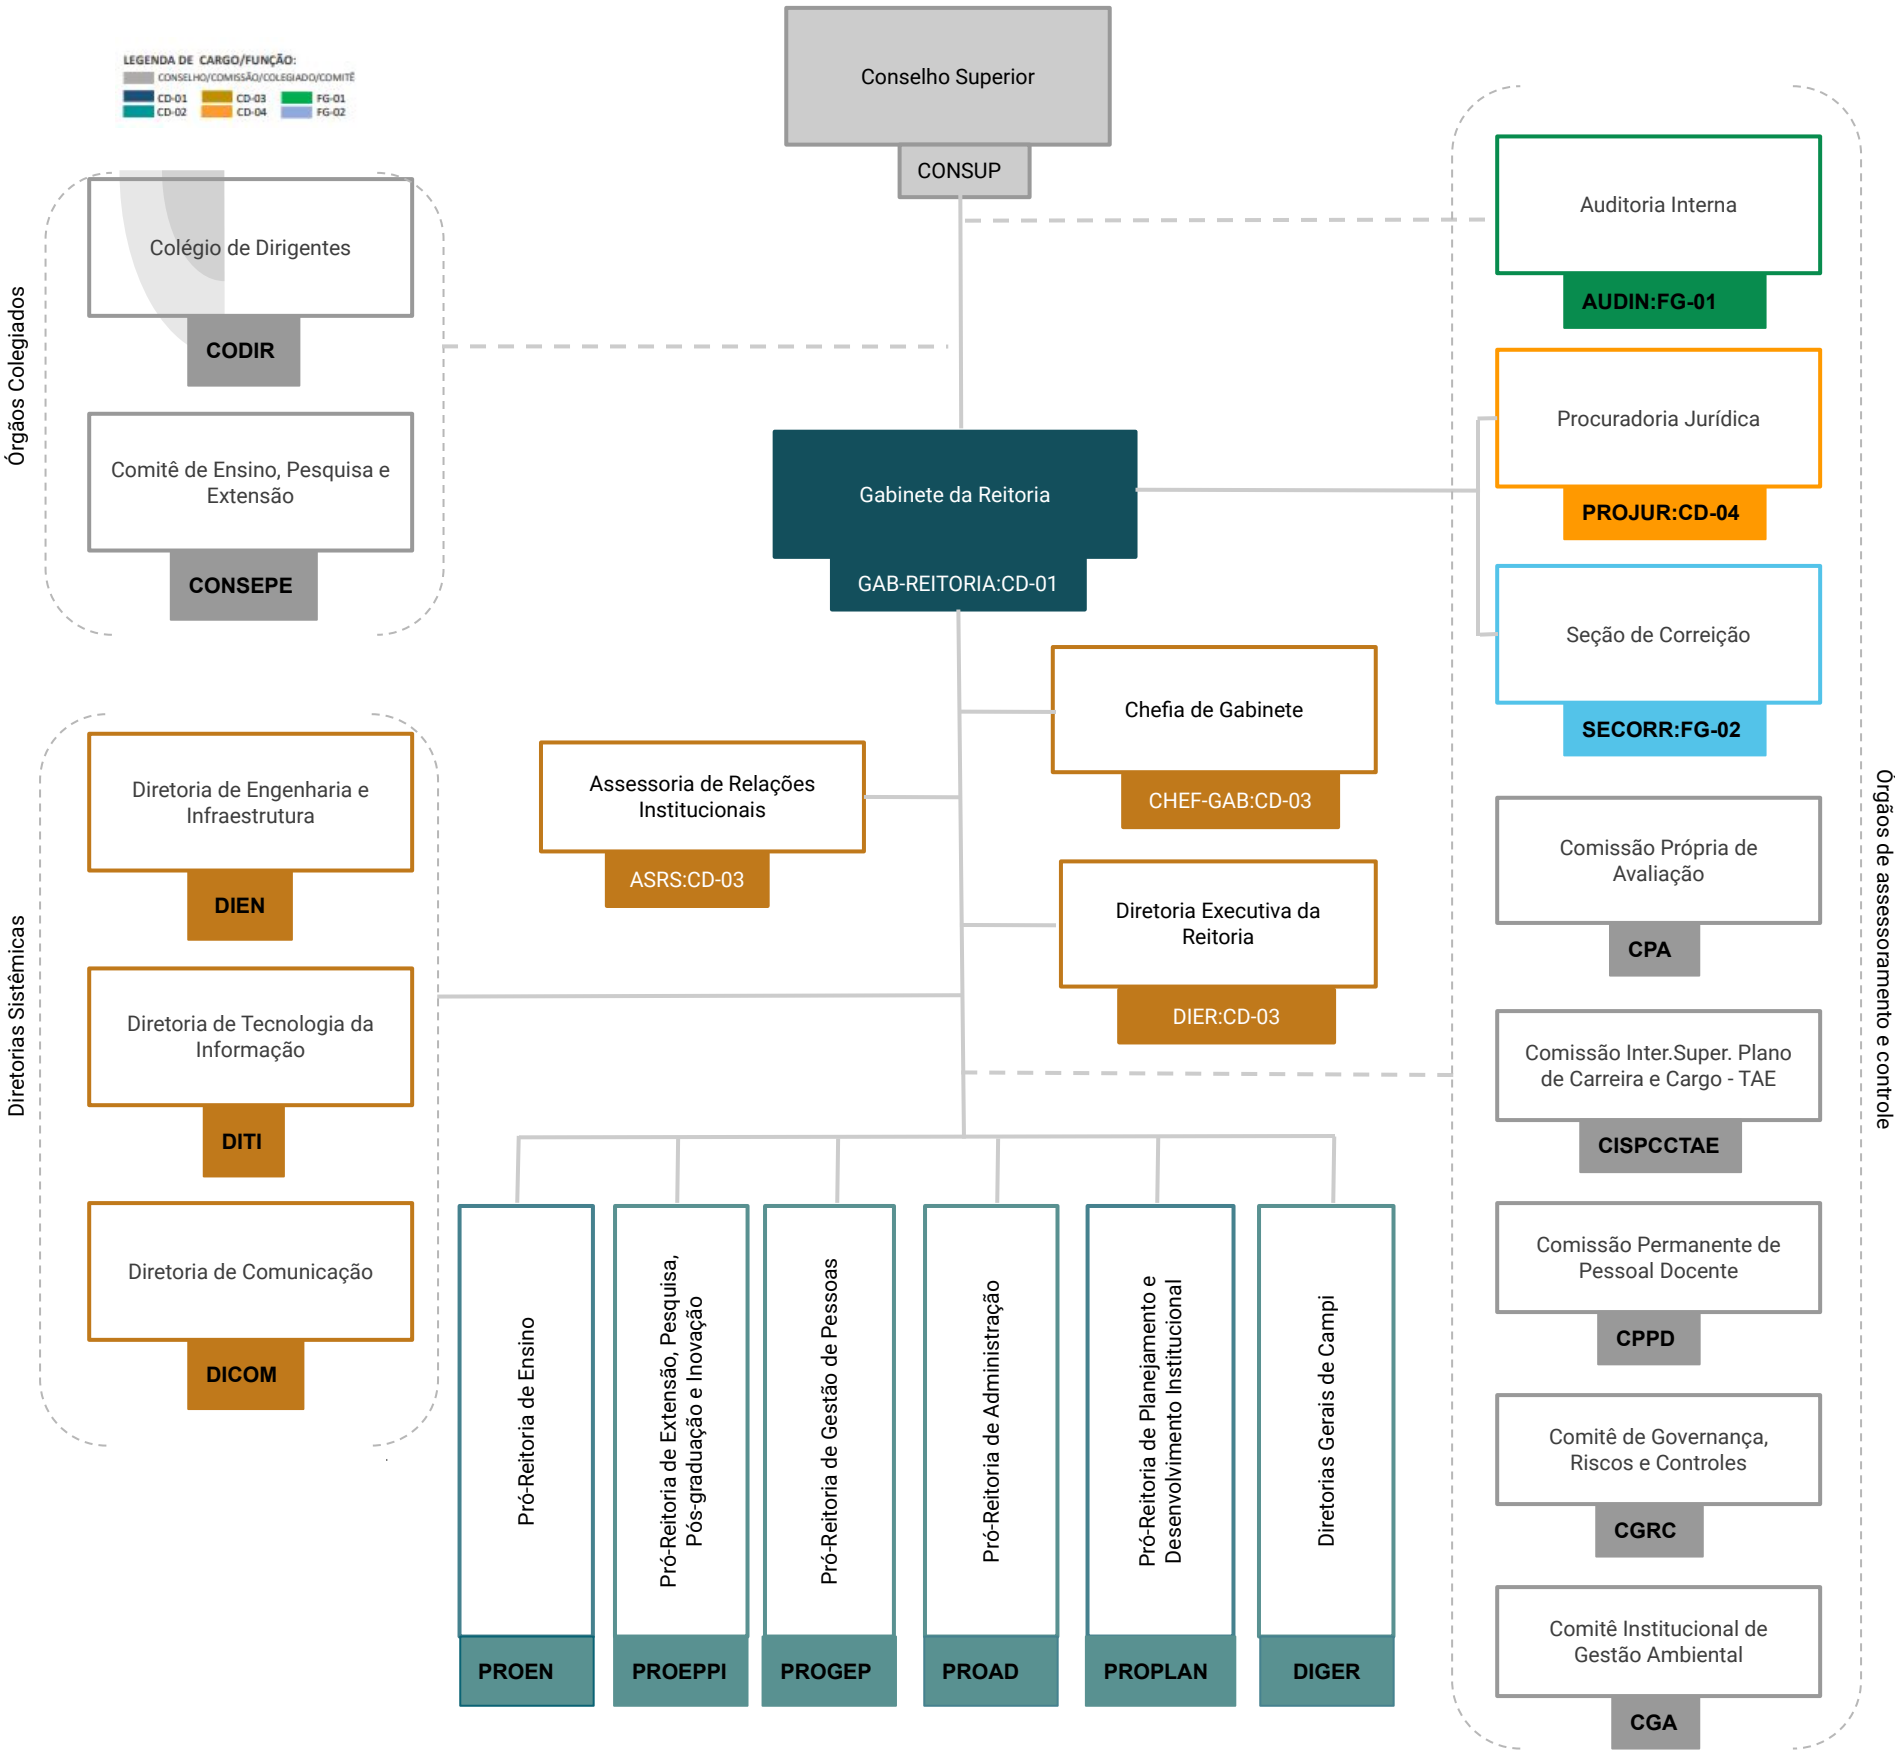 LEGENDA DE CARGO/FUNÇÃO:
CONSELHO/COMISSÃO/COLEGIADO/COMITÊ
CD-01
CD-03
FG-01
CD-02
CD-04
FG-02
Conselho Superior
CONSUP
Órgãos Colegiados
Colégio de Dirigentes
CODIR
Comitê de Ensino, Pesquisa e
Extensão
CONSEPE
Gabinete da Reitoria
GAB-REITORIA:CD-01
Chefia de Gabinete
CHEF-GAB:CD-03
Assessoria de Relações
Institucionais
ASRS:CD-03
Diretoria Executiva da
Reitoria
DIER:CD-03
Diretorias Sistêmicas
Diretoria de Engenharia e
Infraestrutura
DIEN
Diretoria de Tecnologia da
Informação
DITI
Diretoria de Comunicação
DICOM
Pró-Reitoria de Ensino
PROEN
Pró-Reitoria de Extensão, Pesquisa,
Pós-graduação e Inovação
PROEPPI
Pró-Reitoria de Gestão de Pessoas
PROGEP
Pró-Reitoria de Administração
PROAD
Pró-Reitoria de Planejamento e
Desenvolvimento Institucional
PROPLAN
Diretorias Gerais de Campi
DIGER
Órgãos de assessoramento e controle
Auditoria Interna
AUDIN:FG-01
Procuradoria Jurídica
PROJUR:CD-04
Seção de Correição
SECORR:FG-02
Comissão Própria de
Avaliação
CPA
Comissão Inter.Super. Plano
de Carreira e Cargo - TAE
CISPCCTAE
Comissão Permanente de
Pessoal Docente
CPPD
Comitê de Governança,
Riscos e Controles
CGRC
Comitê Institucional de
Gestão Ambiental
CGA